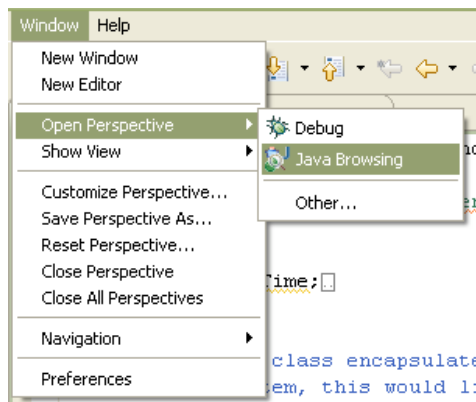 Window Help
New Window
New Editor
Open Perspective
Show View
Customize Perspective...
Save Perspective As...
Reset Perspective...
Close Perspective
Close All Perspectives
Navigation
Preferences
Debug
Java Browsing
Other...
Time;
class encapsulate
this would li